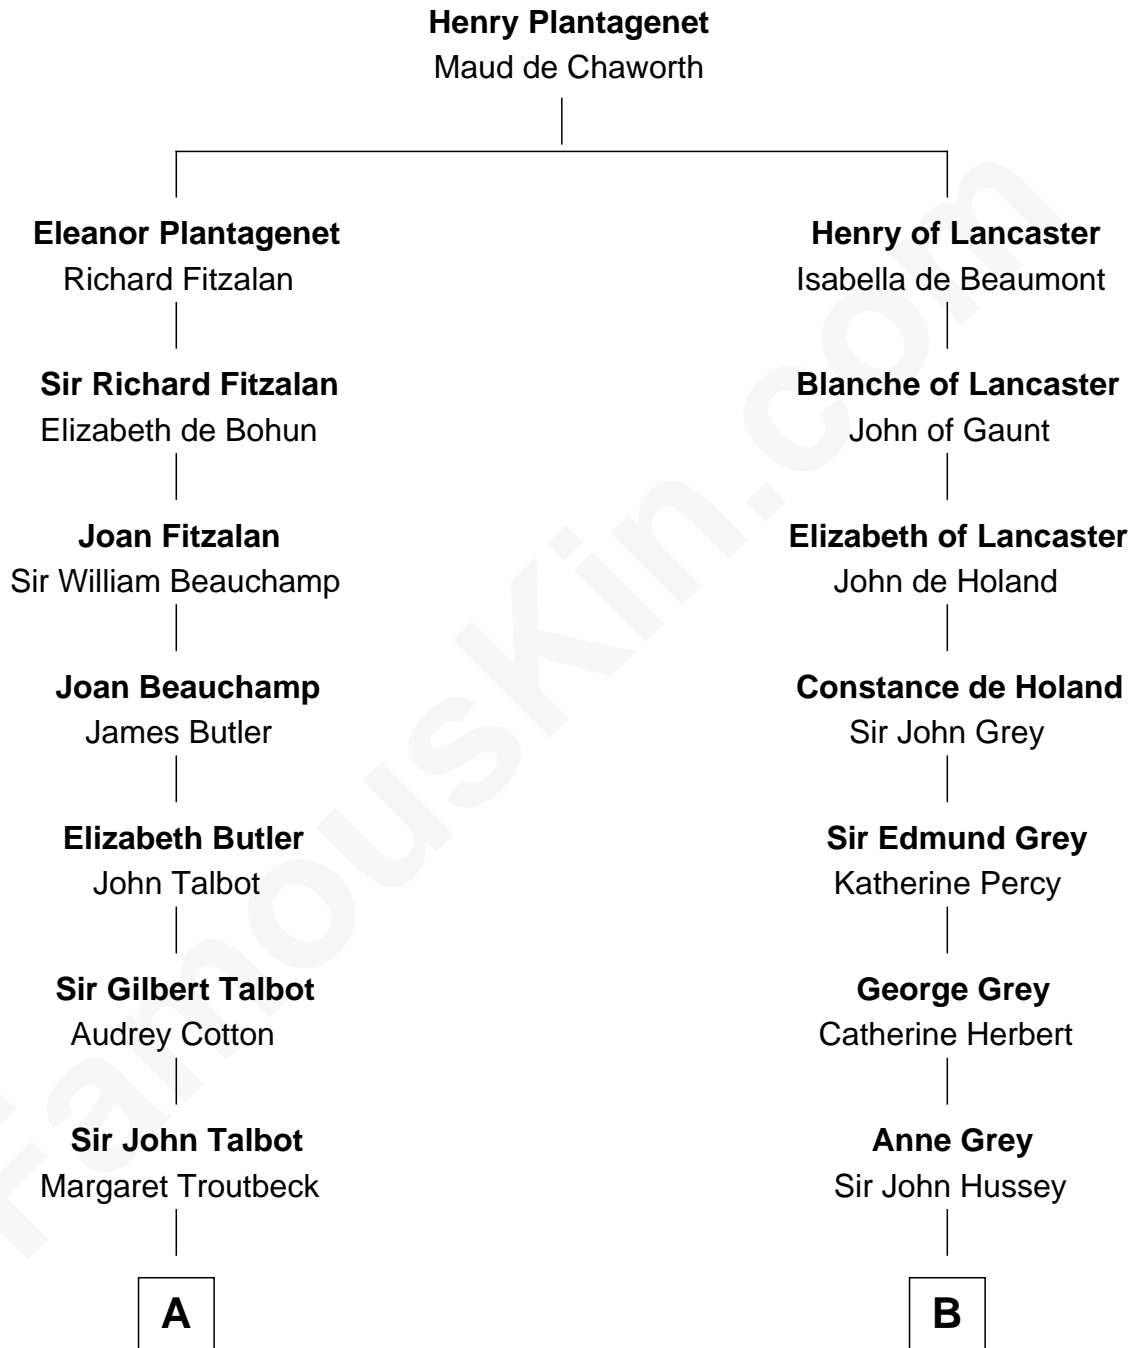 Henry Plantagenet
Maud de Chaworth
Eleanor Plantagenet
Richard Fitzalan
Sir Richard Fitzalan
Elizabeth de Bohun
Joan Fitzalan
Sir William Beauchamp
Joan Beauchamp
James Butler
Elizabeth Butler
John Talbot
Sir Gilbert Talbot
Audrey Cotton
Sir John Talbot
Margaret Troutbeck
A
Henry of Lancaster
Isabella de Beaumont
Blanche of Lancaster
John of Gaunt
Elizabeth of Lancaster
John de Holand
Constance de Holand
Sir John Grey
Sir Edmund Grey
Katherine Percy
George Grey
Catherine Herbert
Anne Grey
Sir John Hussey
B
FamousKin.com